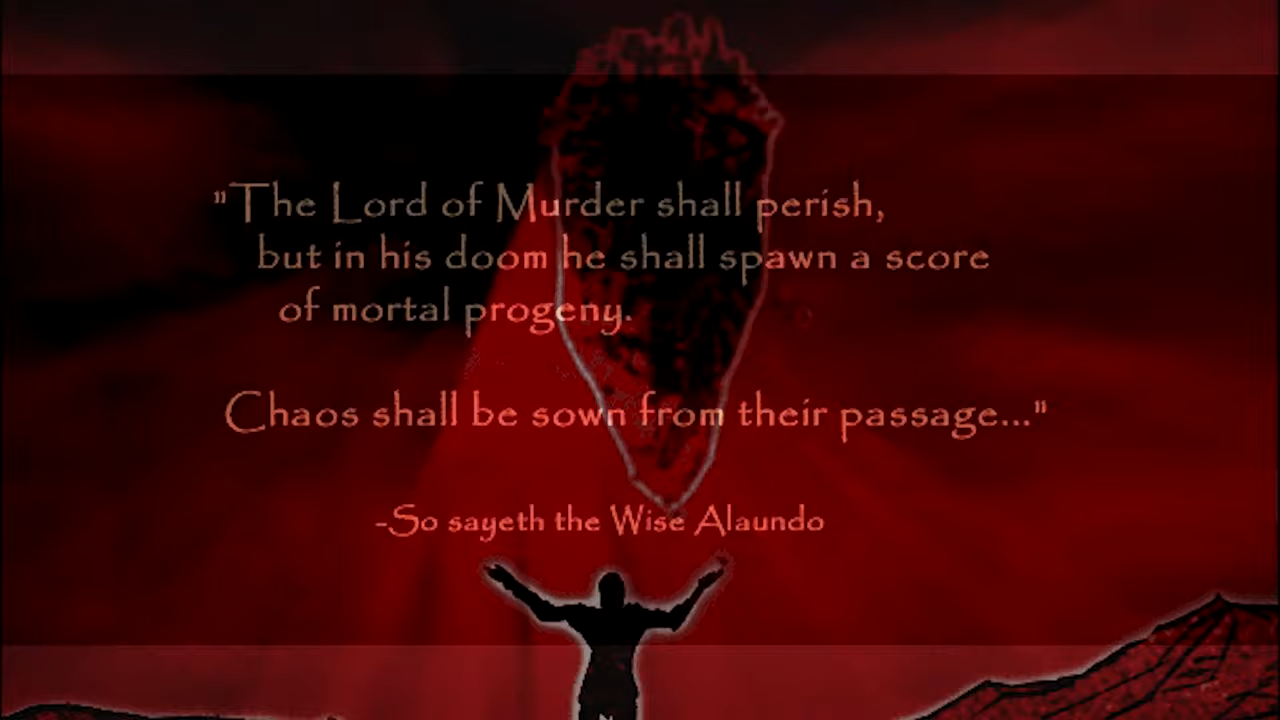 "The Lord of Murder shall perish,
but in his doom he shall spawn a score
of mortal progeny.
Chaos shall be sown from their passage..."
-So sayeth the Wise Alaundo